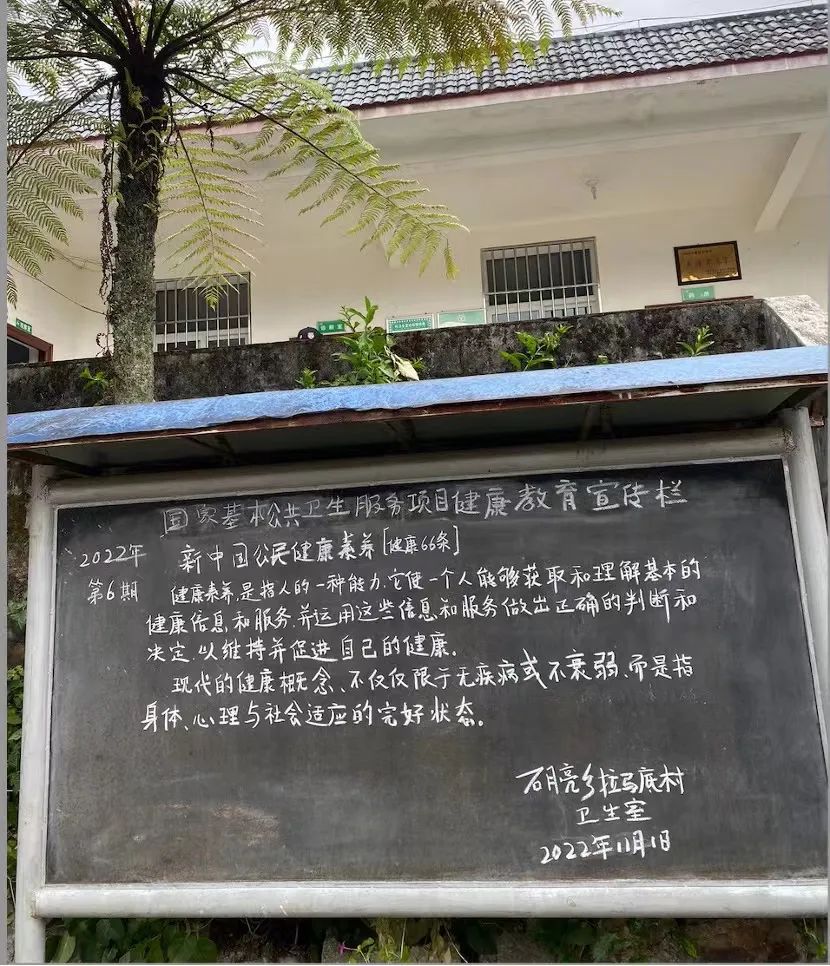 国家基本公共卫生服务项目健康教育宣传栏
2022年
第6期
新中国公民健康素养[健康66条]
健康素养,是指人的一种能力,它使一个人能够获取和理解基本的
健康信息和服务,并运用这些信息和服务做出正确的判断和
决定,以维持并促进自己的健康。
现代的健康概念、不仅仅限于无疾病或不衰弱、而是指
身体、心理与社会适应的完好状态。
石月亮乡拉马底村
卫生室
2022年11月1日